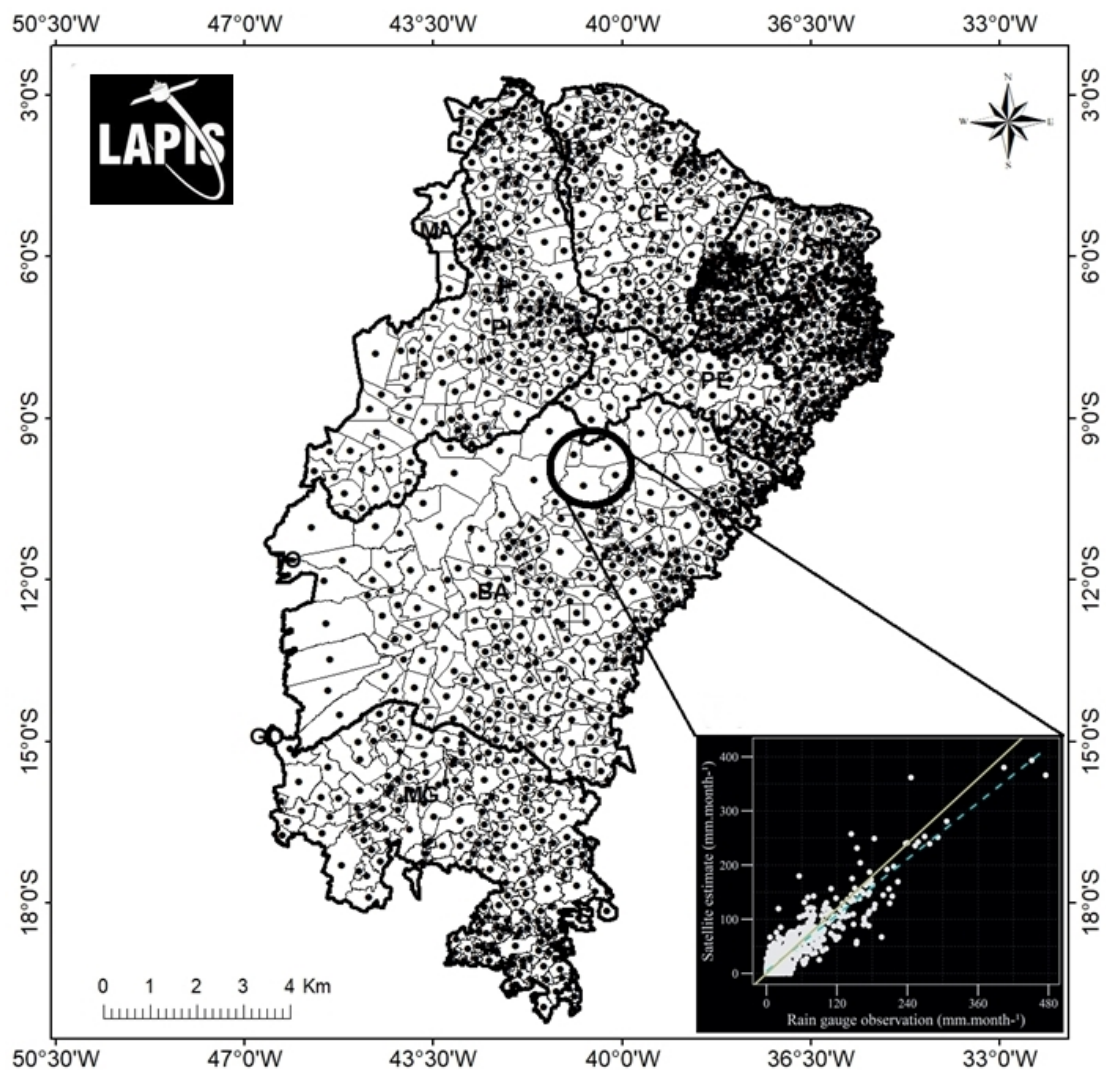 50°30'W 47°0'W 43°30'W 40°0'W 36°30'W 33°0'W
3°0'S
6°0'S
9°0'S
12°0'S
15°0'S
18°0'S
3°0'S
6°0'S
9°0'S
12°0'S
15°0'S
18°0'S
LAPIS
N
W E
S
CE
MA
RN
PI
PE
BA
GO
MG
0 1 2 3 4 Km
Satellite estimate (mm.month-¹)
400
300
200
100
0
0 120 240 360 480
Rain gauge observation (mm.month-¹)
50°30'W 47°0'W 43°30'W 40°0'W 36°30'W 33°0'W